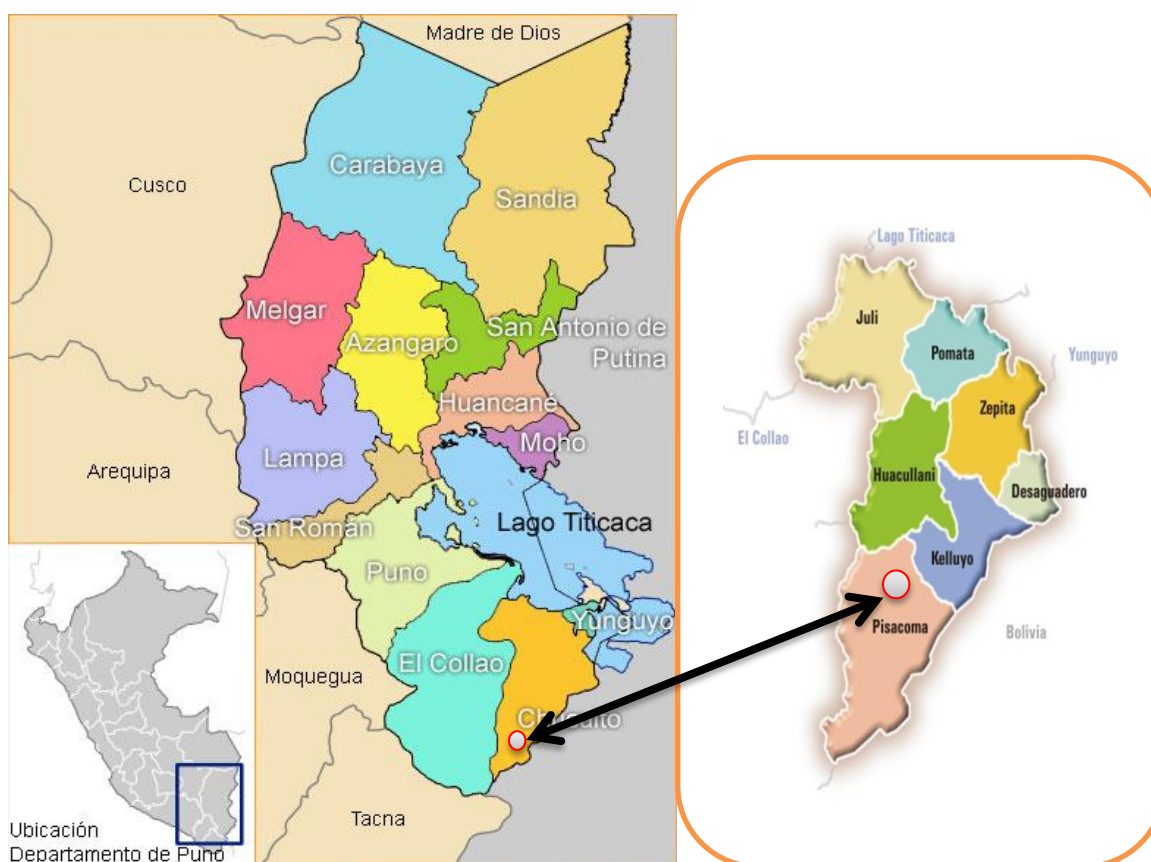 Madre de Dios
Carabaya
Cusco
Sandia
Melgar
Azangaro
San Antonio de
Putina
Huancané
Moho
Lampa
Arequipa
San Román
Lago Titicaca
Puno
Yunguyo
El Collao
Moquegua
Chucuito
Tacna
Ubicación
Departamento de Puno
Lago Titicaca
Juli
Pomata
Yunguyo
Zepita
El Collao
Huacullani
Desaguadero
Kelluyo
Pisacoma
Bolivia